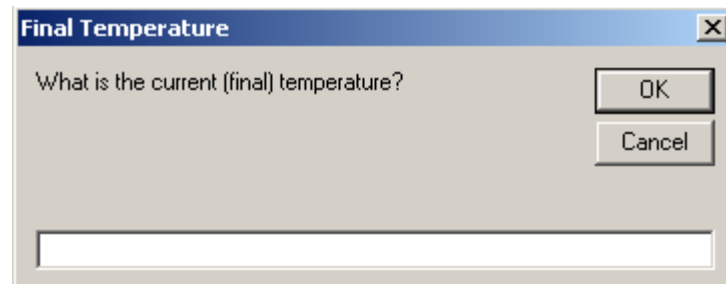 Final Temperature
What is the current (final) temperature?
OK
Cancel